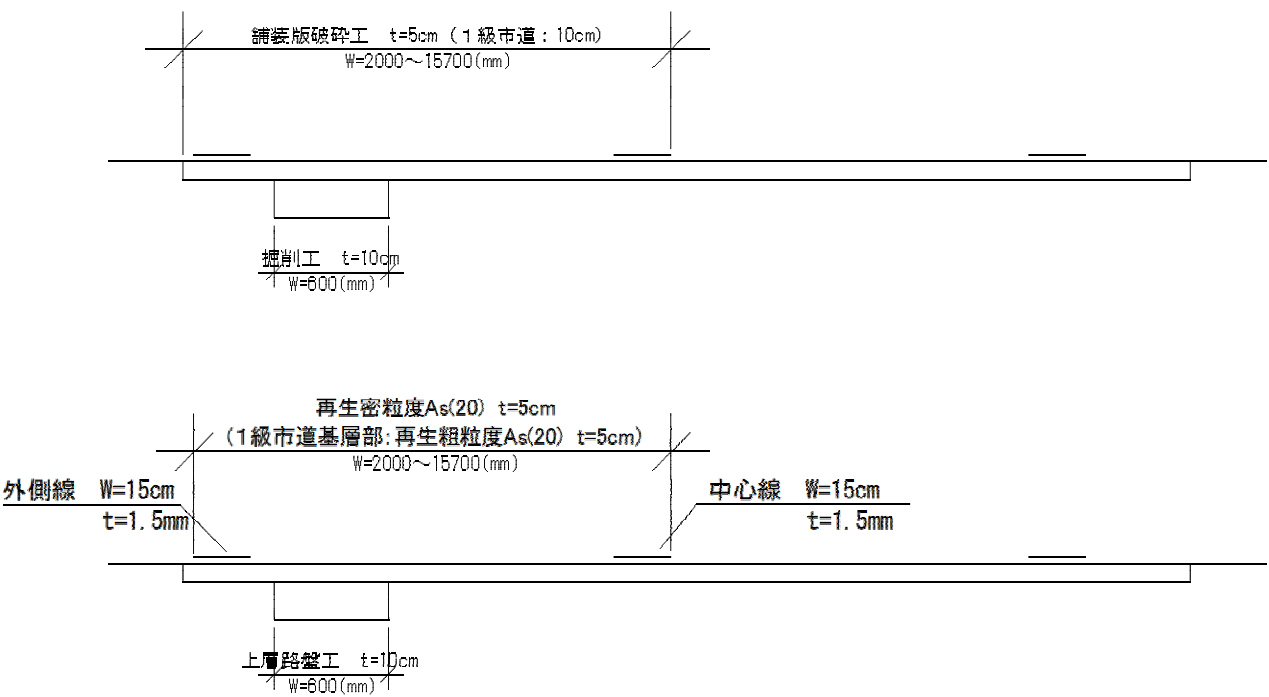 舗装版破砕工 t=5cm (1級市道:10cm)
W=2000～15700(mm)
掘削工 t=10cm
W=600(mm)
再生密粒度As(20) t=5cm
(1級市道基層部:再生粗粒度As(20) t=5cm)
W=2000～15700(mm)
外側線 W=15cm
t=1.5mm
中心線 W=15cm
t=1.5mm
上層路盤工 t=10cm
W=600(mm)